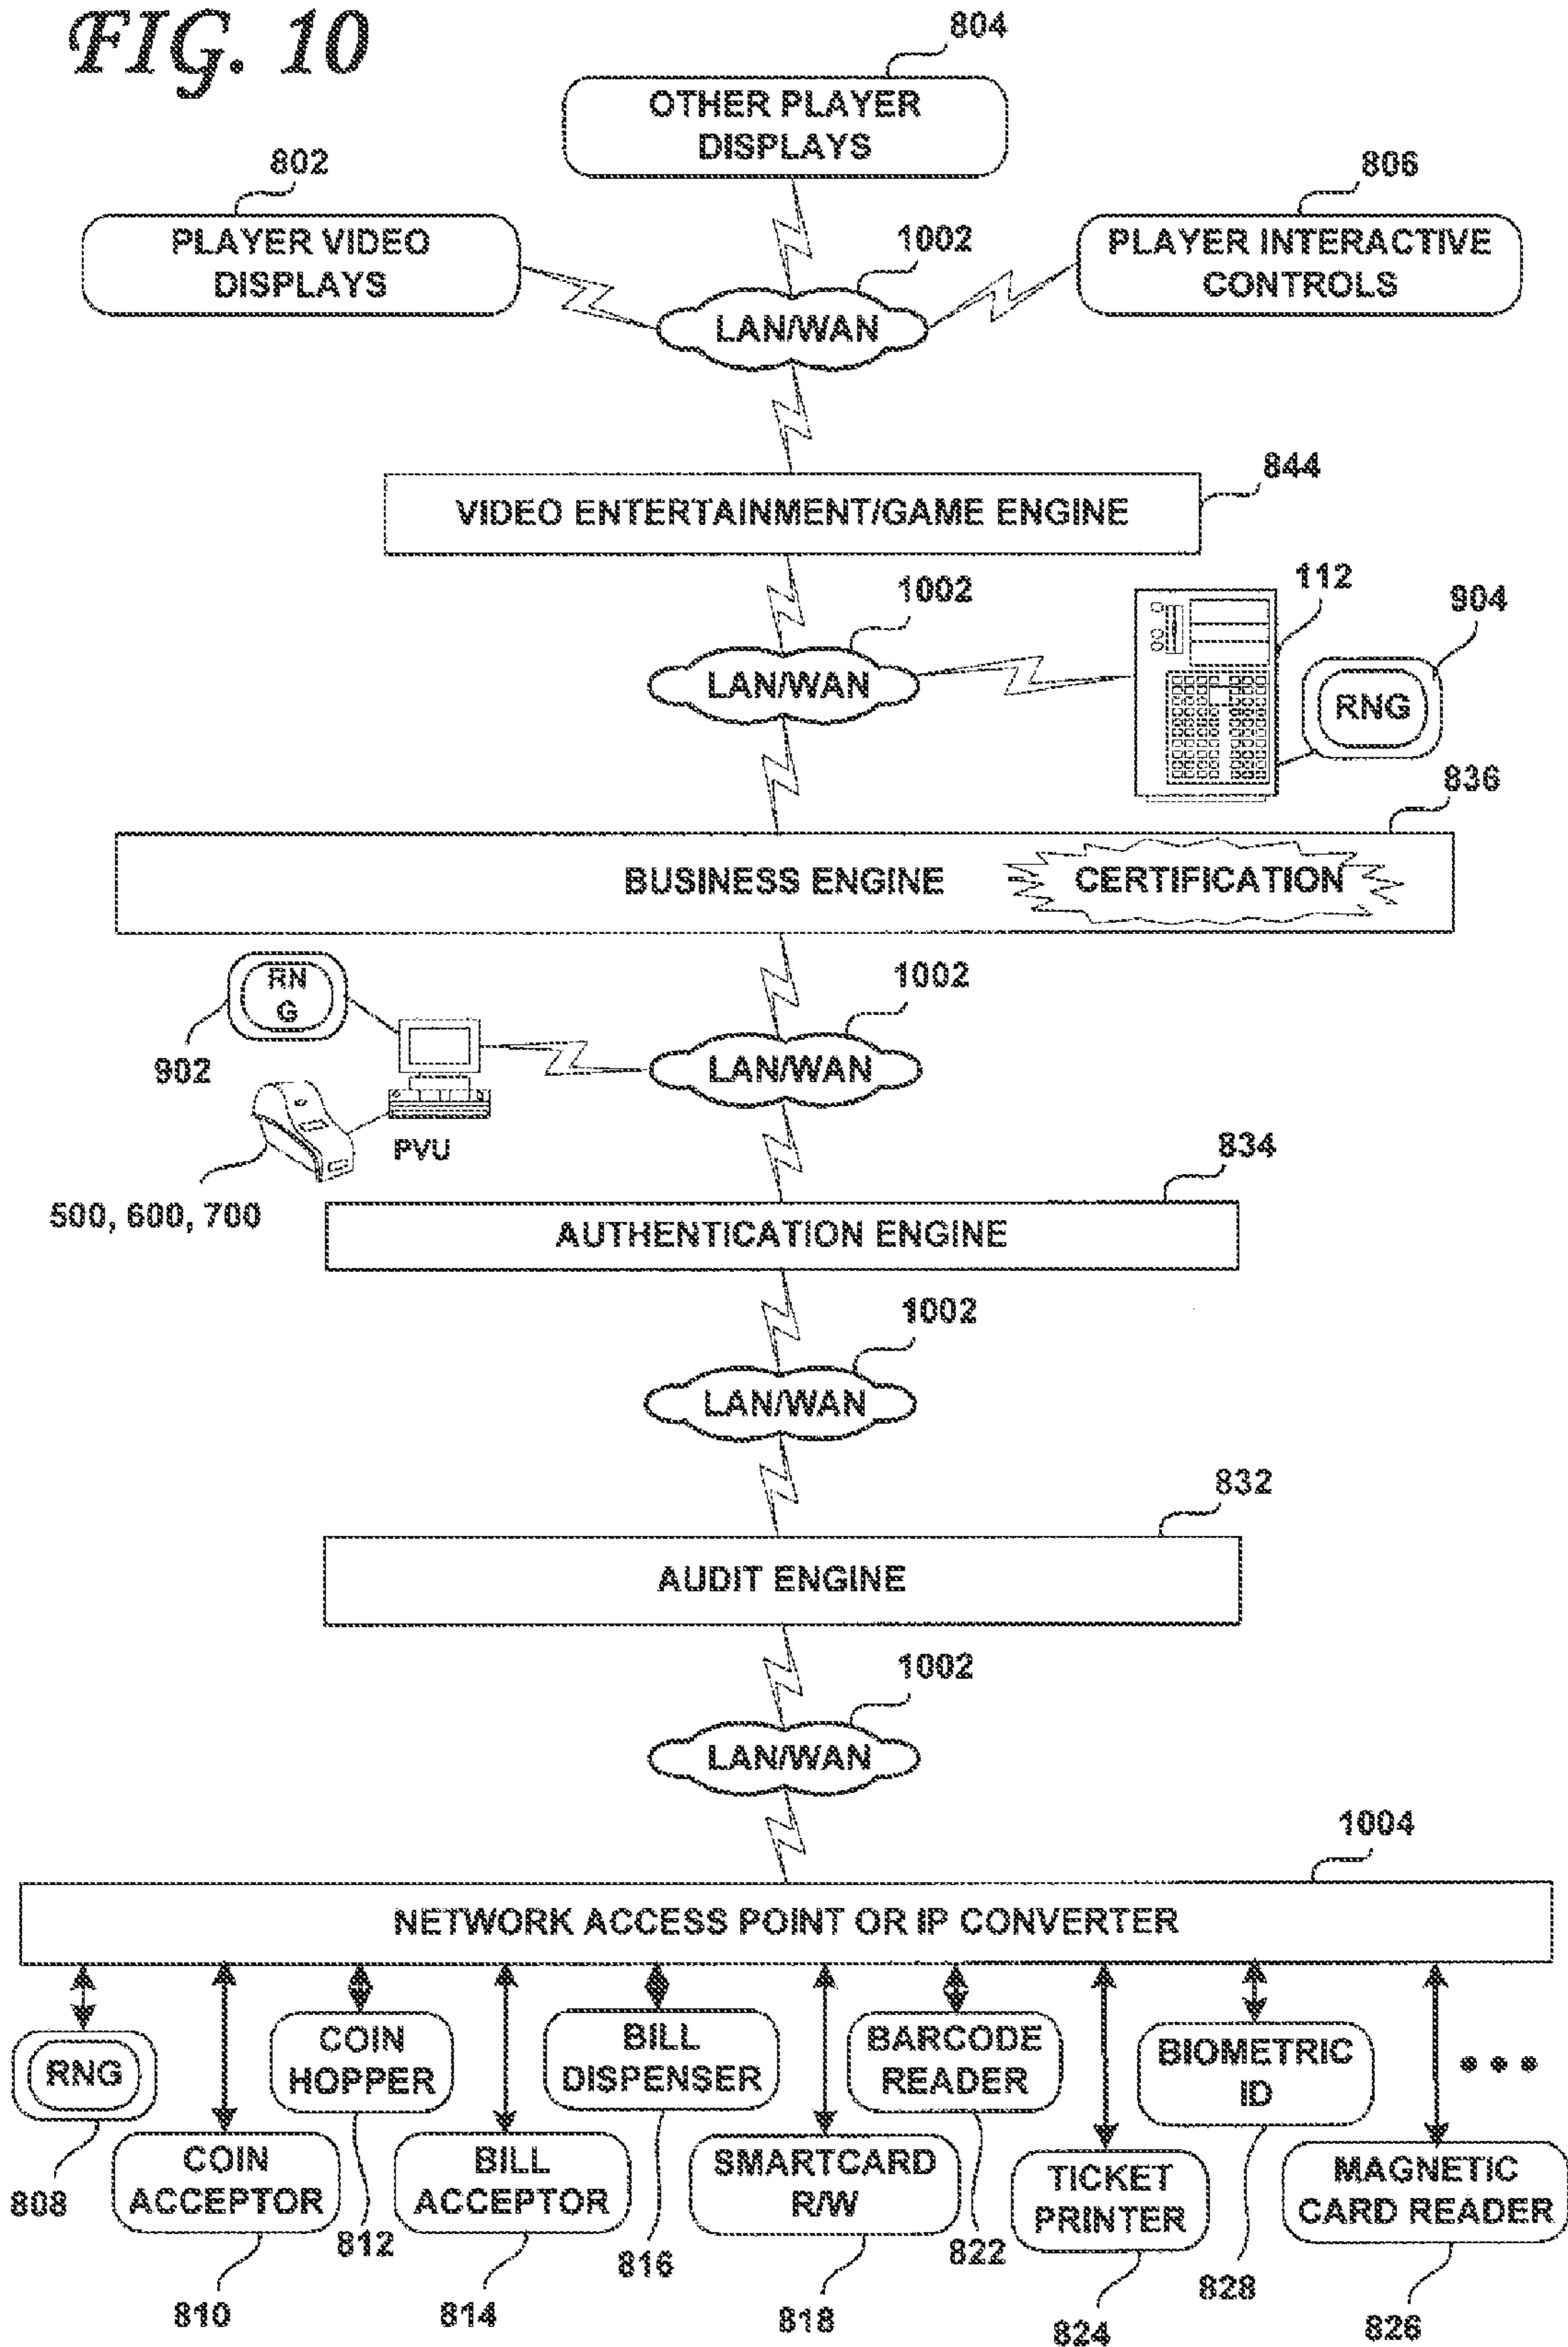 FIG. 10
804
OTHER PLAYER
DISPLAYS
802
806
PLAYER VIDEO
DISPLAYS
1002
PLAYER INTERACTIVE
CONTROLS
LAN/WAN
844
VIDEO ENTERTAINMENT/GAME ENGINE
1002
112
904
LAN/WAN
RNG
836
BUSINESS ENGINE
CERTIFICATION
RN
G
1002
902
LAN/WAN
PVU
834
500, 600, 700
AUTHENTICATION ENGINE
1002
LAN/WAN
832
AUDIT ENGINE
1002
LAN/WAN
1004
NETWORK ACCESS POINT OR IP CONVERTER
RNG
COIN
HOPPER
BILL
DISPENSER
BARCODE
READER
BIOMETRIC
ID
COIN
ACCEPTOR
BILL
ACCEPTOR
SMARTCARD
R/W
TICKET
PRINTER
MAGNETIC
CARD READER
808
812
816
822
828
810
814
818
824
826